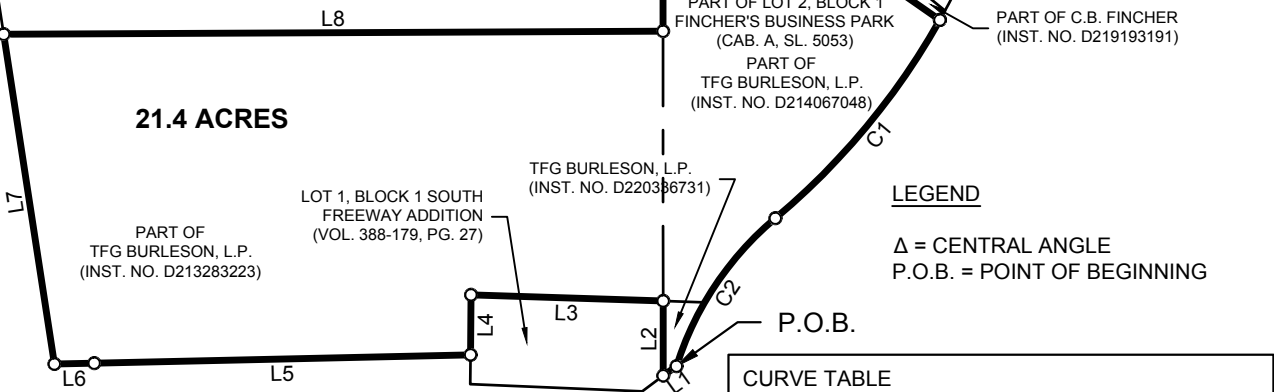 L8
PART OF LOT 2, BLOCK 1
FINCHER'S BUSINESS PARK
(CAB. A, SL. 5053)
PART OF
TFG BURLESON, L.P.
(INST. NO. D214067048)
PART OF C.B. FINCHER
(INST. NO. D219193191)
21.4 ACRES
C1
TFG BURLESON, L.P.
(INST. NO. D220336731)
L7
LOT 1, BLOCK 1 SOUTH
FREEWAY ADDITION
(VOL. 388-179, PG. 27)
LEGEND
Δ = CENTRAL ANGLE
P.O.B. = POINT OF BEGINNING
PART OF
TFG BURLESON, L.P.
(INST. NO. D213283223)
C2
L3
L4
L2
P.O.B.
L6
L5
CURVE TABLE